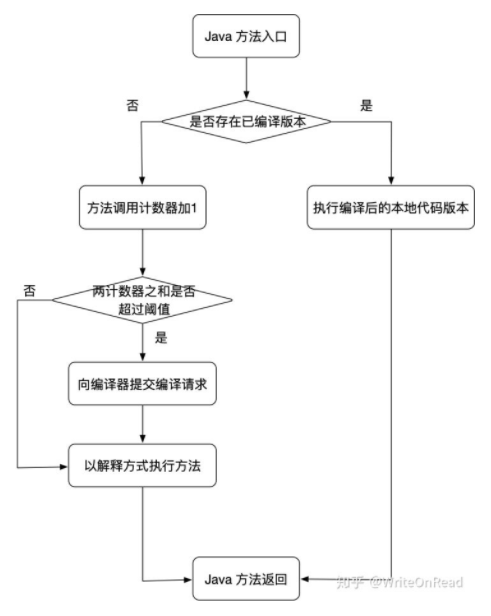 Java 方法入口
否
是
是否存在已编译版本
方法调用计数器加1
执行编译后的本地代码版本
否
两计数器之和是否
超过阈值
是
向编译器提交编译请求
以解释方式执行方法
Java 方法返回
知乎 @WriteOnRead